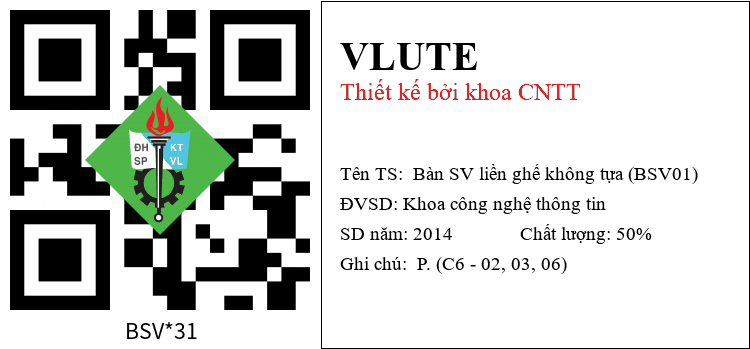 ĐH KT
SP VL
BSV*31
VLUTE
Thiết kế bởi khoa CNTT
Tên TS: Bàn SV liền ghế không tựa (BSV01)
ĐVSD: Khoa công nghệ thông tin
SD năm: 2014 Chất lượng: 50%
Ghi chú: P. (C6 - 02, 03, 06)